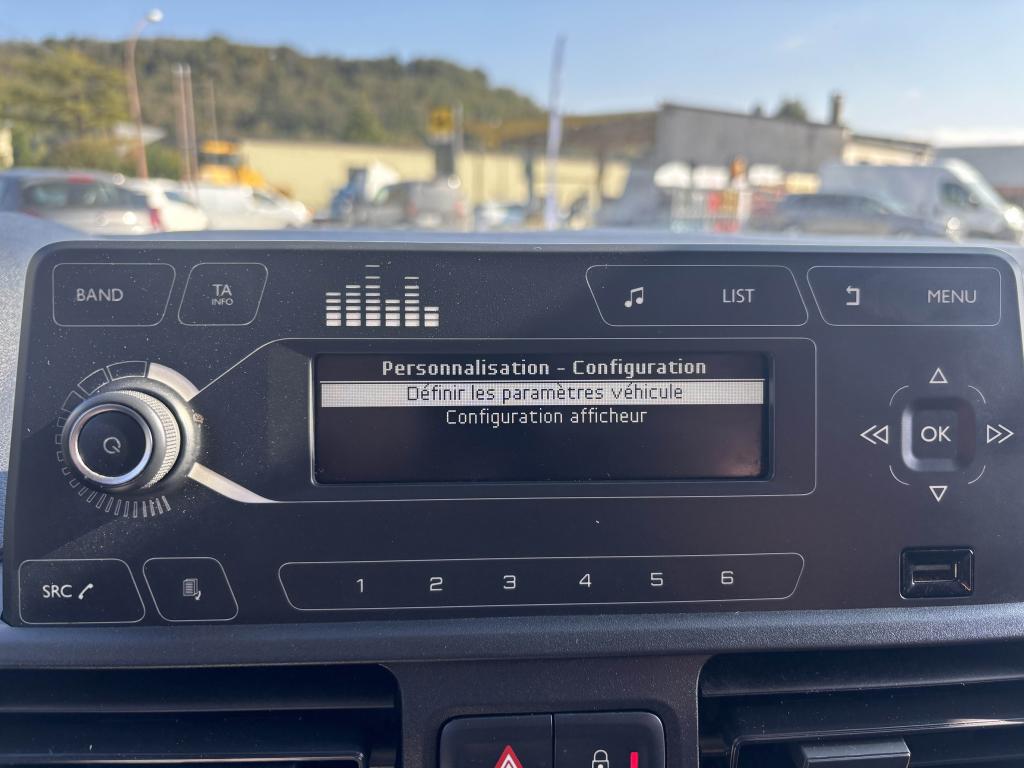 BAND
TA
INFO
LIST
MENU
Personnalisation - Configuration
Définir les paramètres véhicule
Configuration afficheur
OK
SRC
1 2 3 4 5 6